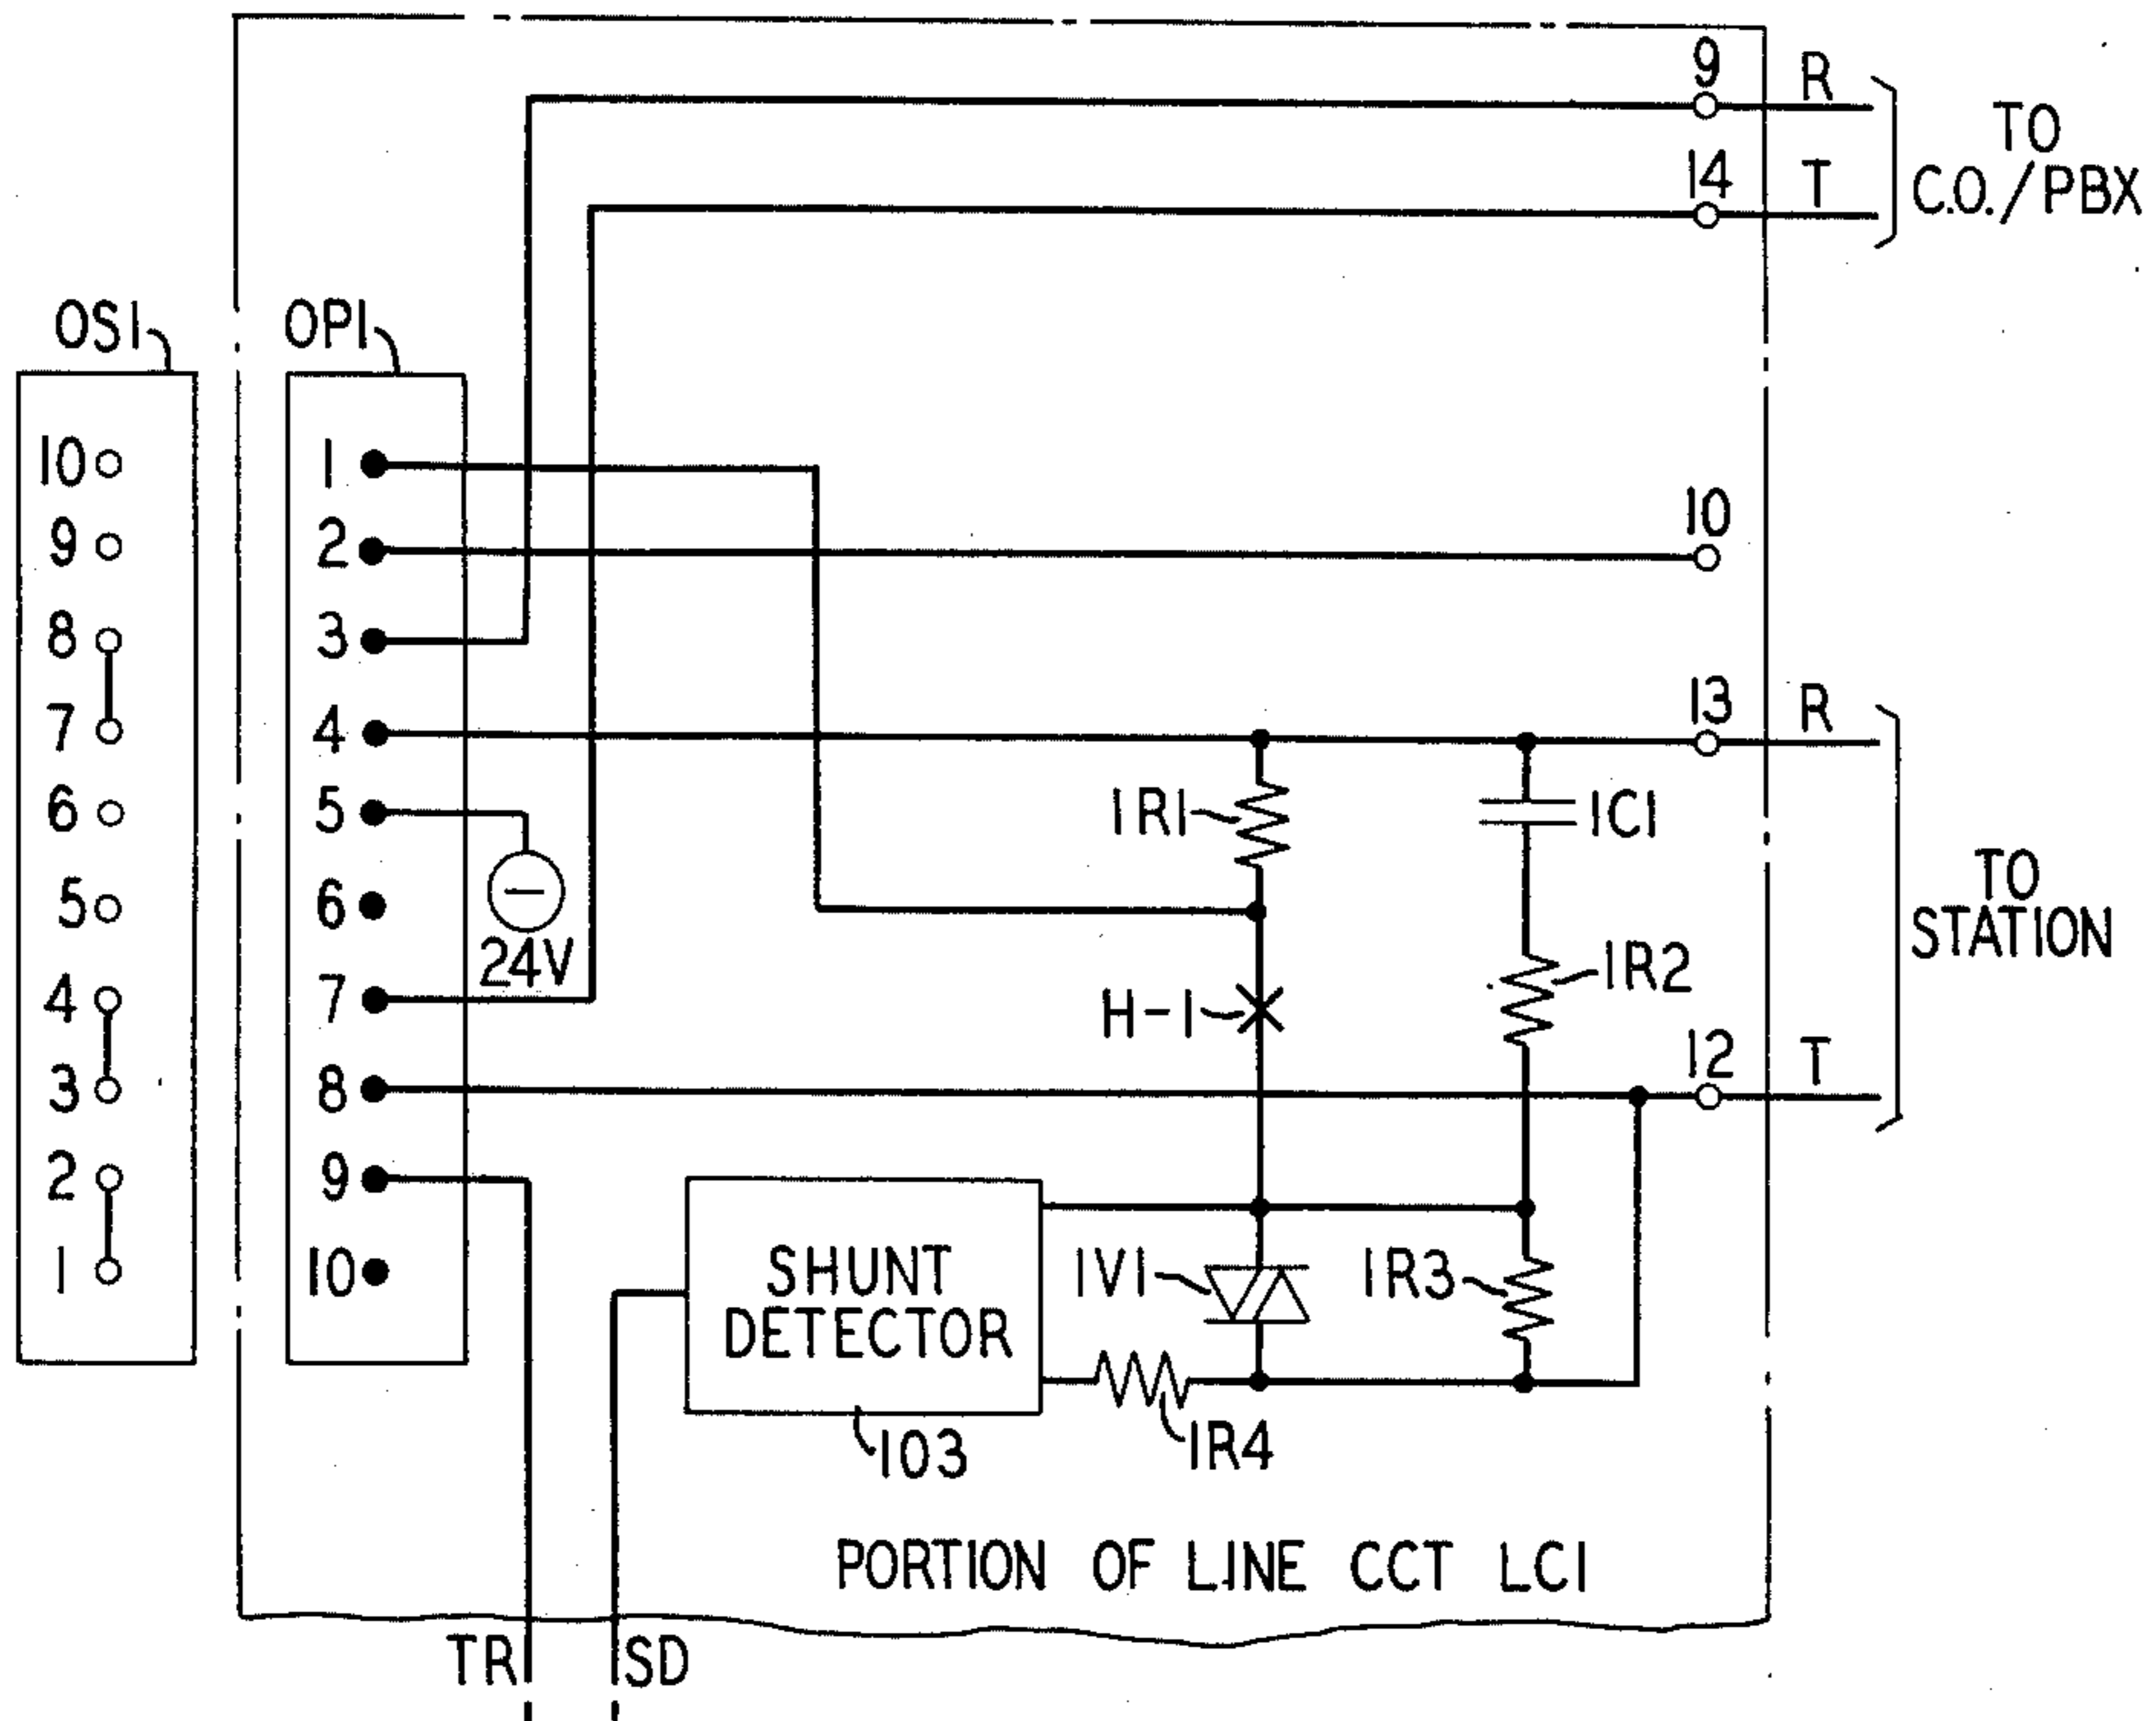 9 R
14 T
TO
C.O./PBX
OS1
OP1
10
9
8
7
6
5
4
3
2
1
1
2
3
4
5
6
7
8
9
10
24V
10
13 R
12 T
TO
STATION
1R1
1C1
1R2
H-1
1V1
1R3
1R4
SHUNT
DETECTOR
103
PORTION OF LINE CCT LC1
TR
SD